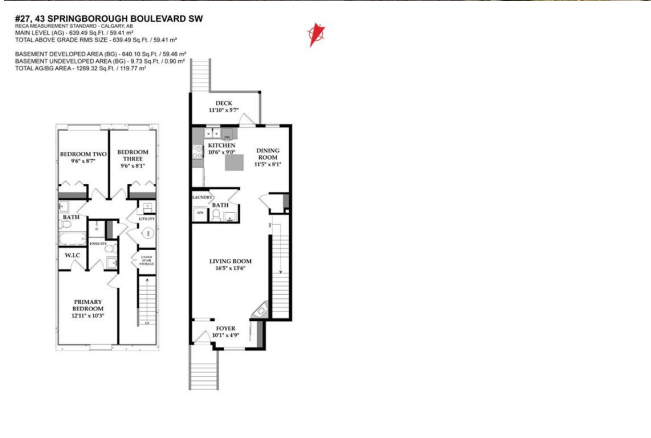 #27, 43 SPRINGBOROUGH BOULEVARD SW
RECA MEASUREMENT STANDARD - CALGARY, AB
MAIN LEVEL (AG) - 639.49 Sq.Ft. / 59.41 m²
TOTAL ABOVE GRADE RMS SIZE - 639.49 Sq.Ft. / 59.41 m²
BASEMENT DEVELOPED AREA (BG) - 640.10 Sq.Ft. / 59.46 m²
BASEMENT UNDEVELOPED AREA (BG) - 9.73 Sq.Ft. / 0.90 m²
TOTAL AG/BG AREA - 1289.32 Sq.Ft. / 119.77 m²
DECK
11'10" x 5'7"
KITCHEN
10'6" x 9'0"
DINING
ROOM
11'5" x 8'1"
LAUNDRY
BATH
LIVING ROOM
16'5" x 13'6"
FOYER
10'1" x 4'9"
BEDROOM TWO
9'6" x 8'7"
BEDROOM
THREE
9'6" x 8'1"
BATH
UTILITY
ENSUITE
W.I.C
UNDER
STAIR
STORAGE
PRIMARY
BEDROOM
12'11" x 10'3"